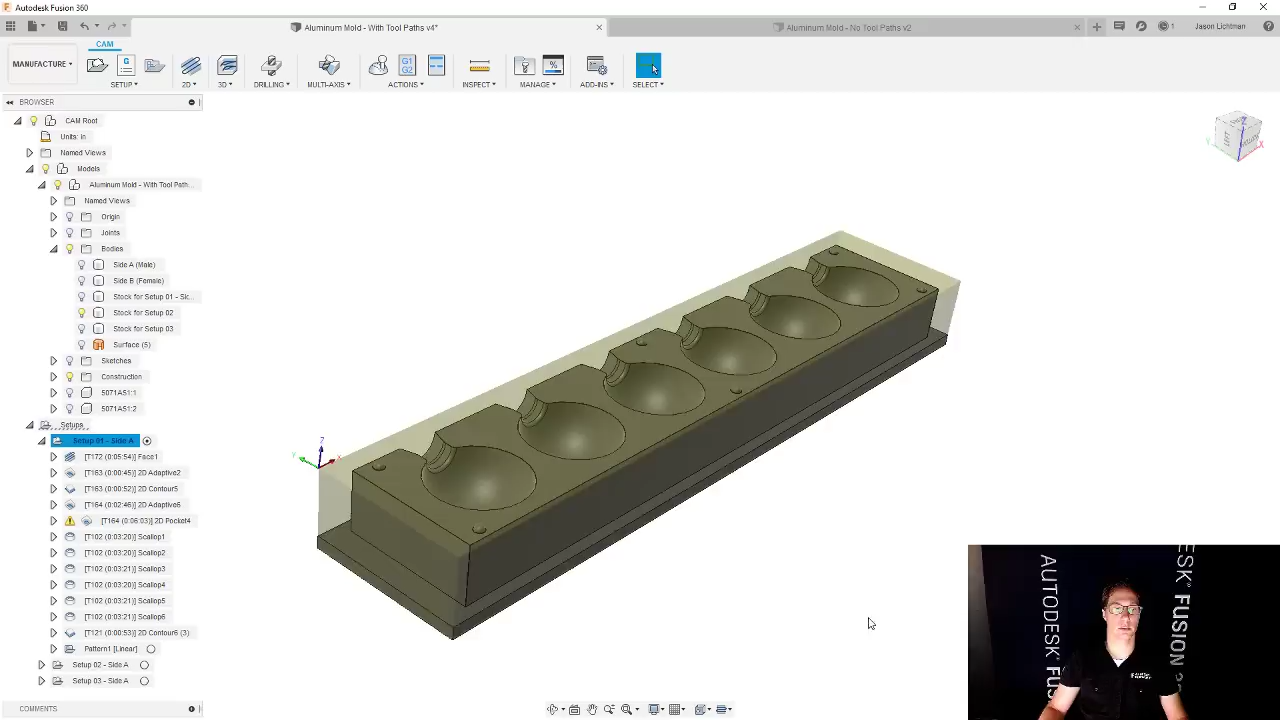 Autodesk Fusion 360
Aluminum Mold - With Tool Paths v4*
Aluminum Mold - No Tool Paths v2
1
Jason Lichtman
CAM
MANUFACTURE
G
G1
G2
%
SETUP
2D
3D
DRILLING
MULTI-AXIS
ACTIONS
INSPECT
MANAGE
ADD-INS
SELECT
BROWSER
CAM Root
Units: in
Named Views
Models
Aluminum Mold - With Tool Path...
Named Views
Origin
Joints
Bodies
Side A (Male)
Side B (Female)
Stock for Setup 01 - Sic...
Stock for Setup 02
Stock for Setup 03
Surface (5)
Sketches
Construction
5071A51:1
5071A51:2
Setups
Setup 01 - Side A
[T172 (0:05:54)] Face1
[T163 (0:00:45)] 2D Adaptive2
[T163 (0:00:52)] 2D Contour5
[T164 (0:02:46)] 2D Adaptive6
[T164 (0:06:03)] 2D Pocket4
[T102 (0:03:20)] Scallop1
[T102 (0:03:20)] Scallop2
[T102 (0:03:21)] Scallop3
[T102 (0:03:20)] Scallop4
[T102 (0:03:21)] Scallop5
[T102 (0:03:21)] Scallop6
[T121 (0:00:53)] 2D Contour6 (3)
Pattern1 [Linear]
Setup 02 - Side A
Setup 03 - Side A
COMMENTS
Z
Y
X
Z
X
AUTODESK
FUS
DESK
FUSION